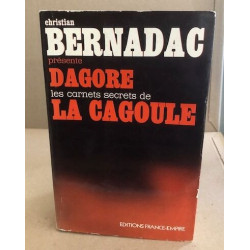 christian
BERNADAC
présente
DAGORE
les carnets secrets de
LA CAGOULE
EDITIONS FRANCE-EMPIRE